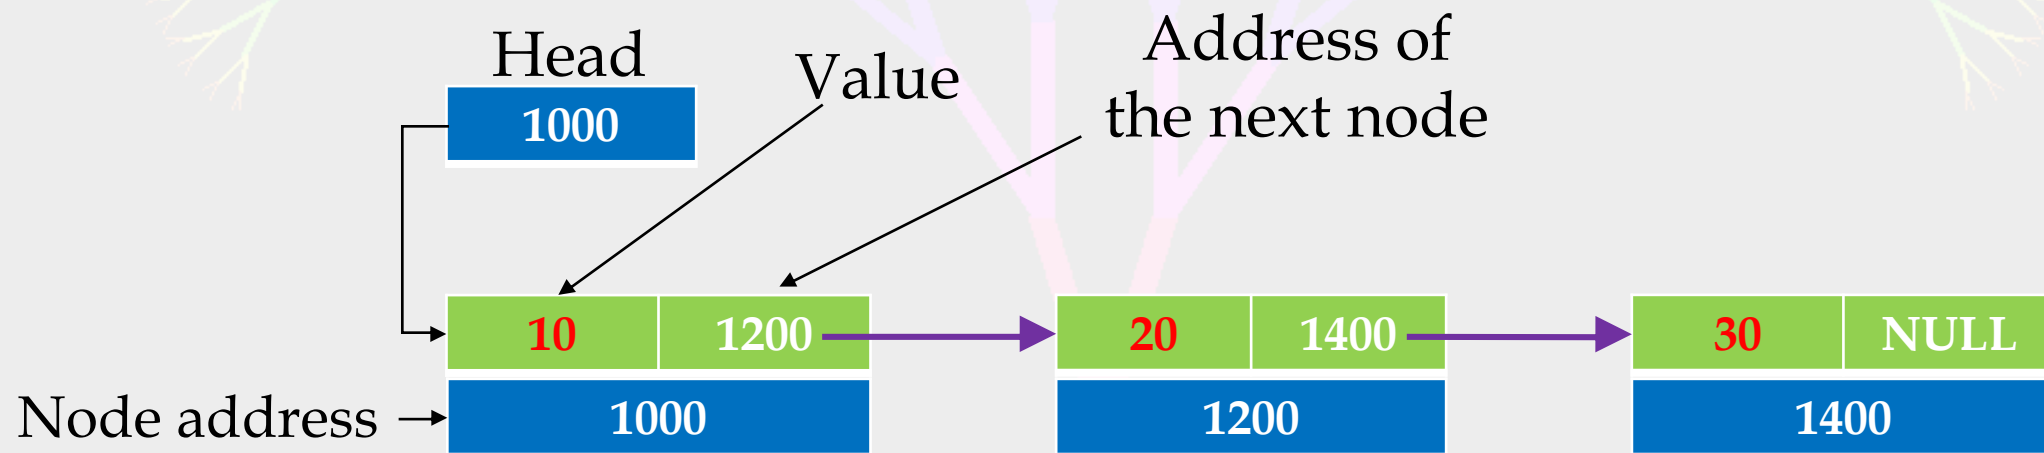 Head
Value
Address of
the next node
1000
10 1200 20 1400 30 NULL
Node address 1000 1200 1400